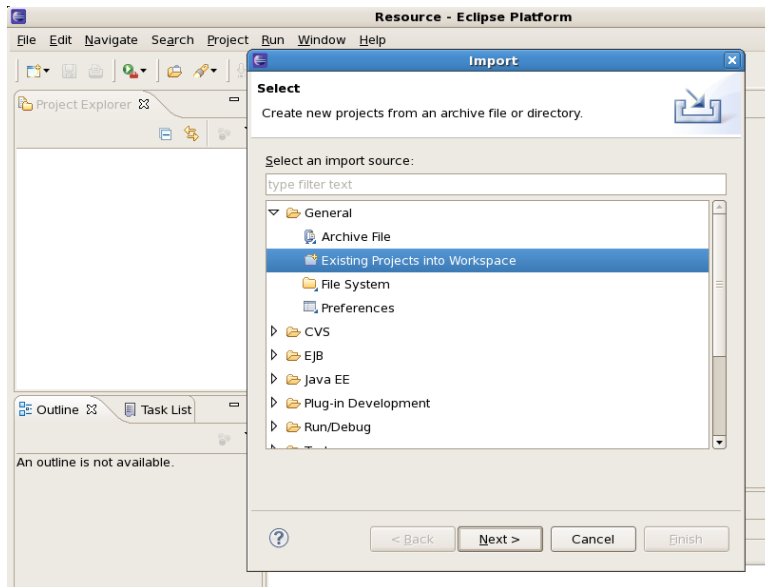 Resource - Eclipse Platform
File Edit Navigate Search Project Run Window Help
Import
Project Explorer
Select
Create new projects from an archive file or directory.
Select an import source:
type filter text
General
Archive File
Existing Projects into Workspace
File System
Preferences
CVS
EJB
Java EE
Plug-in Development
Run/Debug
Outline
Task List
An outline is not available.
< Back
Next >
Cancel
Finish